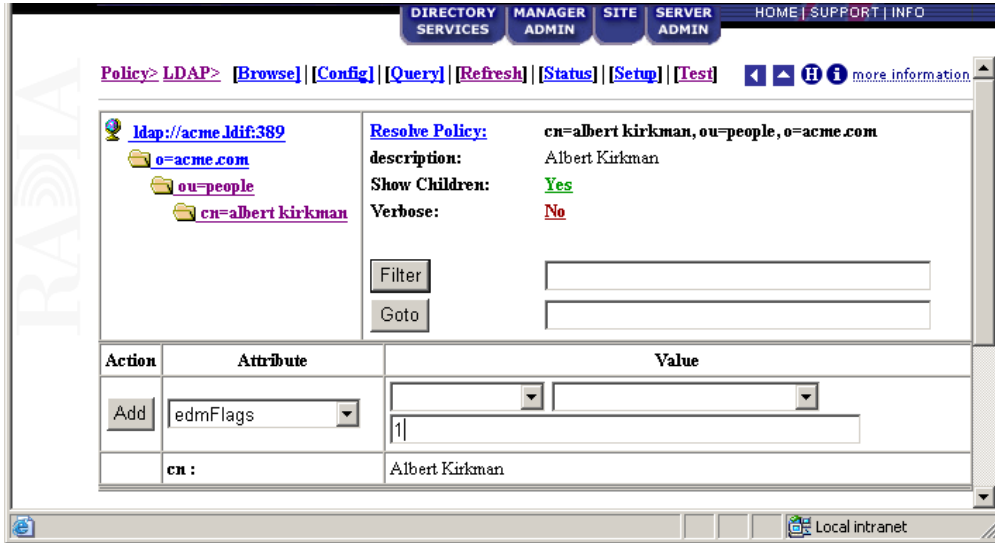 DIRECTORY SERVICES MANAGER ADMIN SITE SERVER ADMIN HOME | SUPPORT | INFO
Policy> LDAP> [Browse] | [Config] | [Query] | [Refresh] | [Status] | [Setup] | [Test] H i more information
RADIA
ldap://acme.ldif:389
o=acme.com
ou=people
cn=albert kirkman
Resolve Policy: cn=albert kirkman, ou=people, o=acme.com
description: Albert Kirkman
Show Children: Yes
Verbose: No
Filter
Goto
Action Attribute Value
Add edmFlags
1
cn : Albert Kirkman
Local intranet